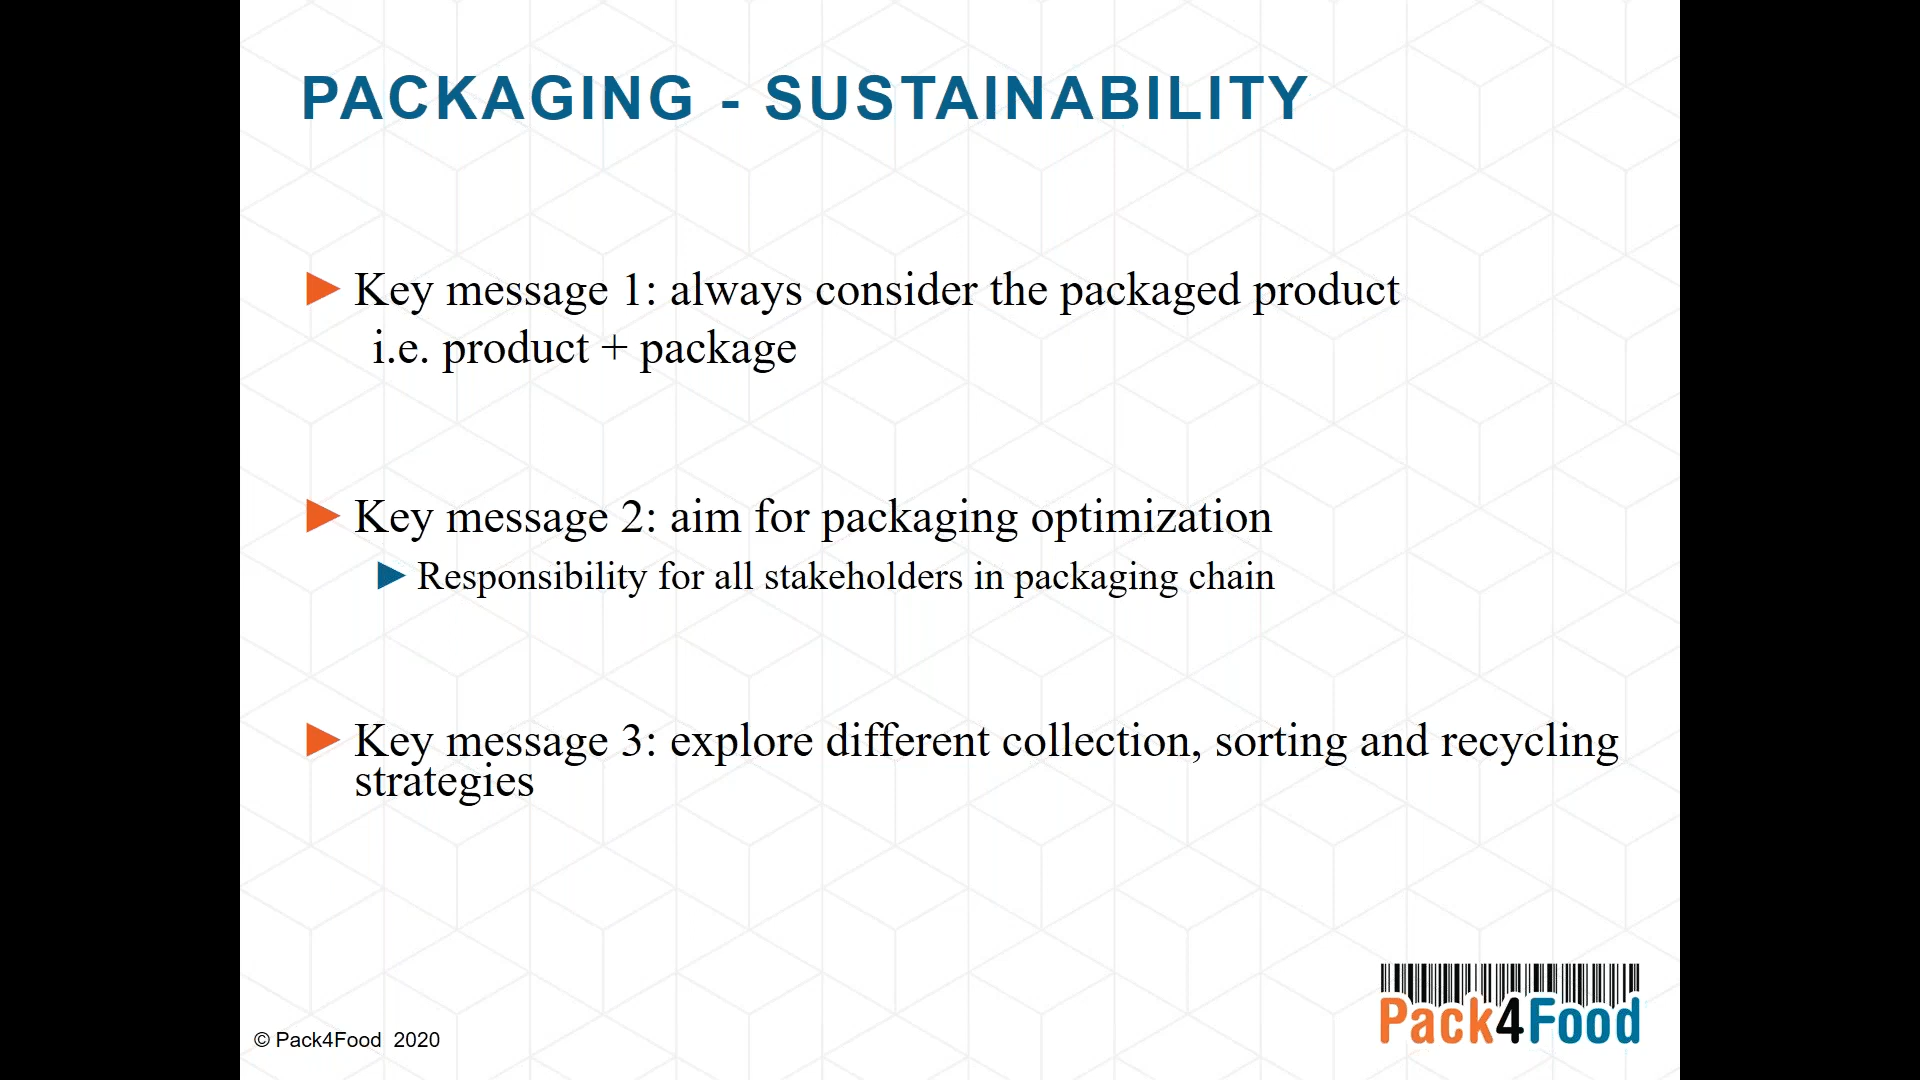 PACKAGING - SUSTAINABILITY
Key message 1: always consider the packaged product
i.e. product + package
Key message 2: aim for packaging optimization
Responsibility for all stakeholders in packaging chain
Key message 3: explore different collection, sorting and recycling
strategies
© Pack4Food 2020
Pack4Food